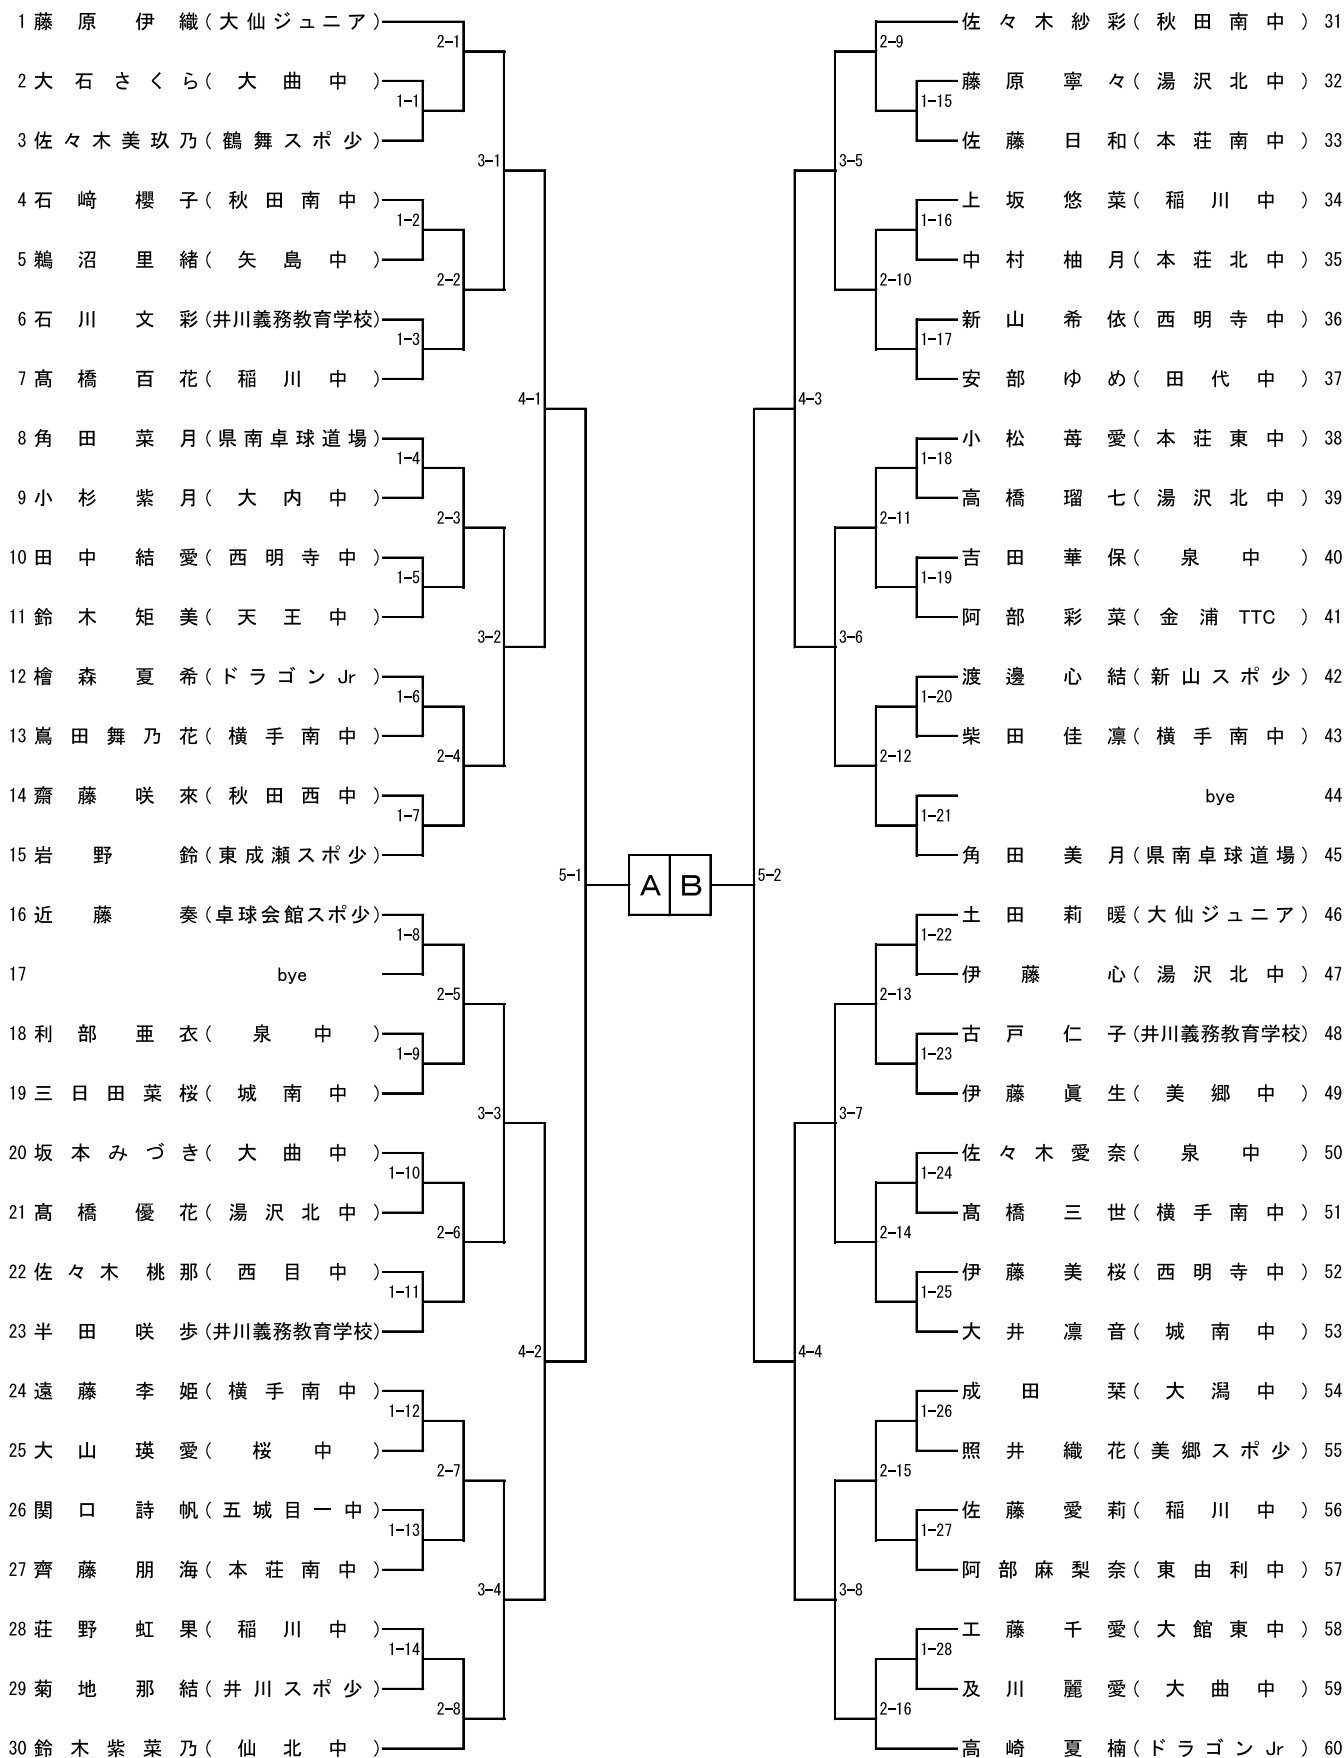 1 藤原 伊織(大仙ジュニア)
2-1
2 大石さくら(大曲中)
1-1
3 佐々木美玖乃(鶴舞スポ少)
3-1
4 石﨑 櫻子(秋田南中)
1-2
5 鵜沼 里緒(矢島中)
2-2
6 石川 文彩(井川義務教育学校)
1-3
7 髙橋 百花(稲川中)
4-1
8 角田 菜月(県南卓球道場)
1-4
9 小杉 紫月(大内中)
2-3
10 田中 結愛(西明寺中)
1-5
11 鈴木 矩美(天王中)
3-2
12 檜森 夏希(ドラゴンJr)
1-6
13 嶌田舞乃花(横手南中)
2-4
14 齋藤 咲來(秋田西中)
1-7
15 岩野 鈴(東成瀬スポ少)
5-1
16 近藤 奏(卓球会館スポ少)
1-8
17 bye
2-5
18 利部 亜衣(泉中)
1-9
19 三日田菜桜(城南中)
3-3
20 坂本みづき(大曲中)
1-10
21 髙橋 優花(湯沢北中)
2-6
22 佐々木 桃那(西目中)
1-11
23 半田 咲歩(井川義務教育学校)
4-2
24 遠藤 李姫(横手南中)
1-12
25 大山 瑛愛(桜中)
2-7
26 関口 詩帆(五城目一中)
1-13
27 齊藤 朋海(本荘南中)
3-4
28 荘野 虹果(稲川中)
1-14
29 菊地 那結(井川スポ少)
2-8
30 鈴木紫菜乃(仙北中)
A B
佐々木紗彩(秋田南中) 31
2-9
藤原 寧々(湯沢北中) 32
1-15
佐藤 日和(本荘南中) 33
3-5
上坂 悠菜(稲川中) 34
1-16
中村 柚月(本荘北中) 35
2-10
新山 希依(西明寺中) 36
1-17
安部 ゆめ(田代中) 37
4-3
小松 苺愛(本荘東中) 38
1-18
高橋 瑠七(湯沢北中) 39
2-11
吉田 華保(泉中) 40
1-19
阿部 彩菜(金浦TTC) 41
3-6
渡邊 心結(新山スポ少) 42
1-20
柴田 佳凛(横手南中) 43
2-12
bye 44
1-21
角田 美月(県南卓球道場) 45
5-2
土田 莉暖(大仙ジュニア) 46
1-22
伊藤 心(湯沢北中) 47
2-13
古戸 仁子(井川義務教育学校) 48
1-23
伊藤 眞生(美郷中) 49
3-7
佐々木愛奈(泉中) 50
1-24
髙橋 三世(横手南中) 51
2-14
伊藤 美桜(西明寺中) 52
1-25
大井 凛音(城南中) 53
4-4
成田 栞(大潟中) 54
1-26
照井 織花(美郷スポ少) 55
2-15
佐藤 愛莉(稲川中) 56
1-27
阿部麻梨奈(東由利中) 57
3-8
工藤 千愛(大館東中) 58
1-28
及川 麗愛(大曲中) 59
2-16
高崎 夏楠(ドラゴンJr) 60